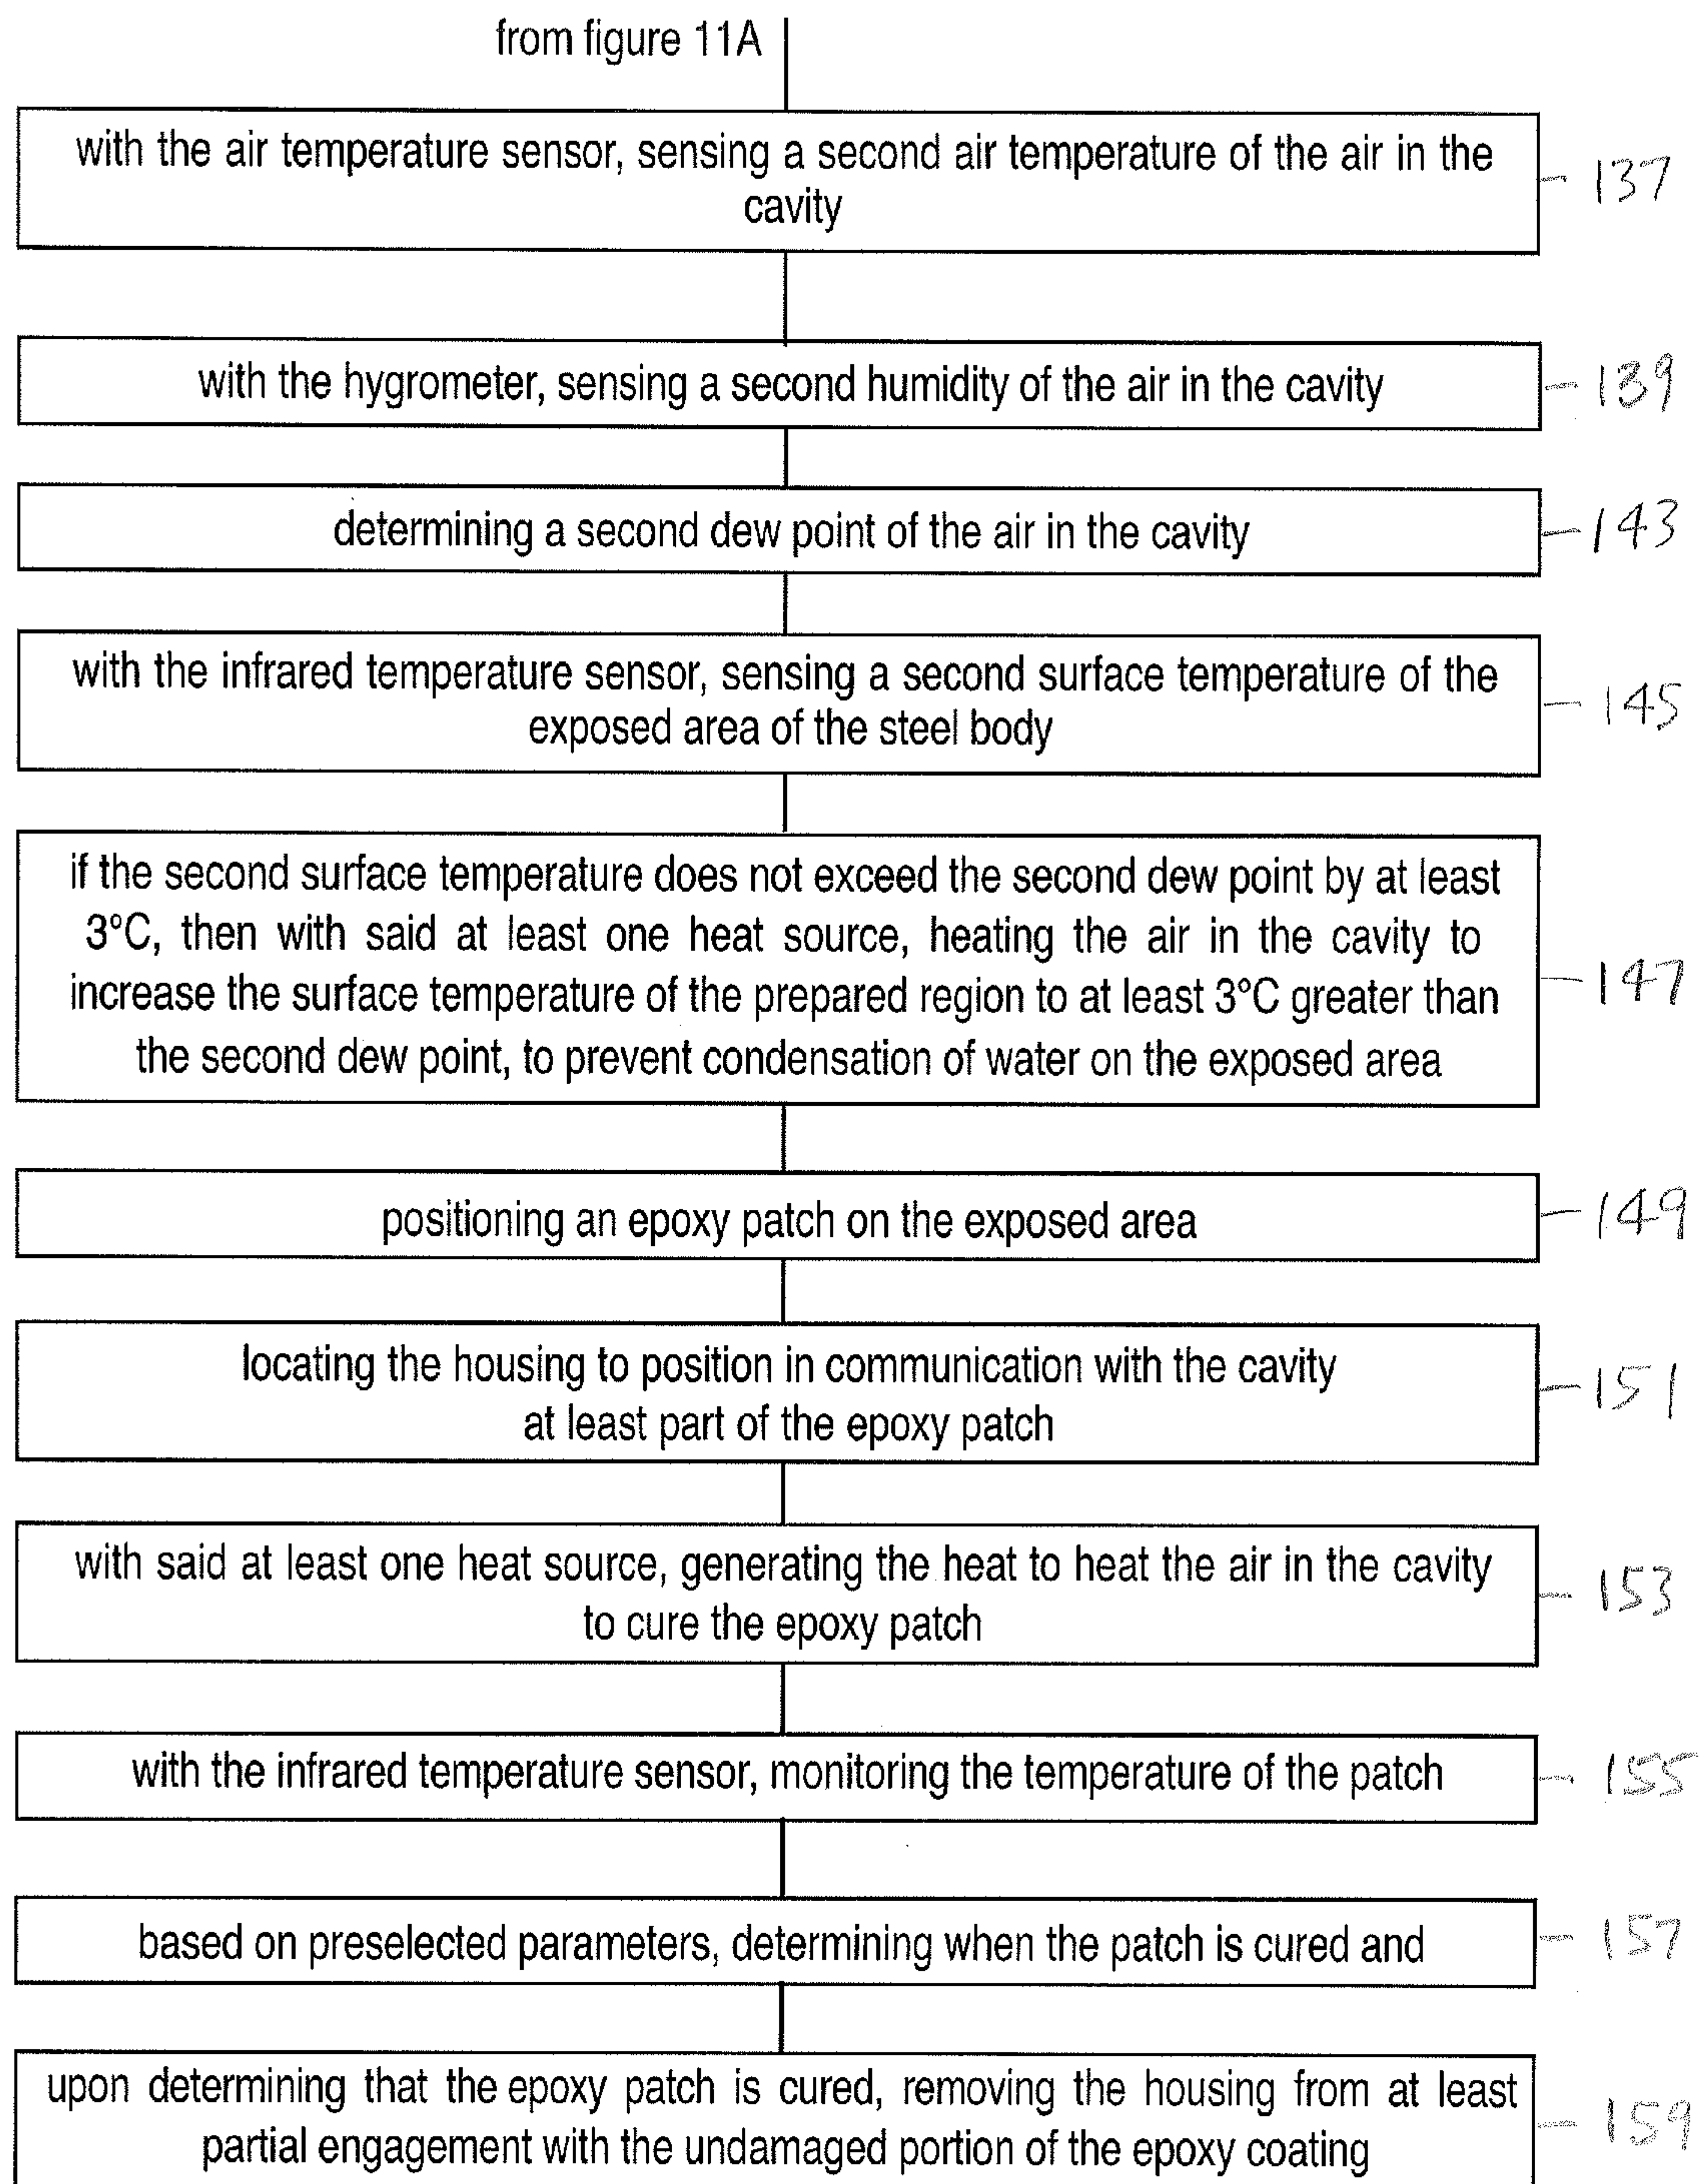 from figure 11A
with the air temperature sensor, sensing a second air temperature of the air in the
cavity
137
with the hygrometer, sensing a second humidity of the air in the cavity
139
determining a second dew point of the air in the cavity
143
with the infrared temperature sensor, sensing a second surface temperature of the
exposed area of the steel body
145
if the second surface temperature does not exceed the second dew point by at least
3°C, then with said at least one heat source, heating the air in the cavity to
increase the surface temperature of the prepared region to at least 3°C greater than
the second dew point, to prevent condensation of water on the exposed area
147
positioning an epoxy patch on the exposed area
149
locating the housing to position in communication with the cavity
at least part of the epoxy patch
151
with said at least one heat source, generating the heat to heat the air in the cavity
to cure the epoxy patch
153
with the infrared temperature sensor, monitoring the temperature of the patch
155
based on preselected parameters, determining when the patch is cured and
157
upon determining that the epoxy patch is cured, removing the housing from at least
partial engagement with the undamaged portion of the epoxy coating
159